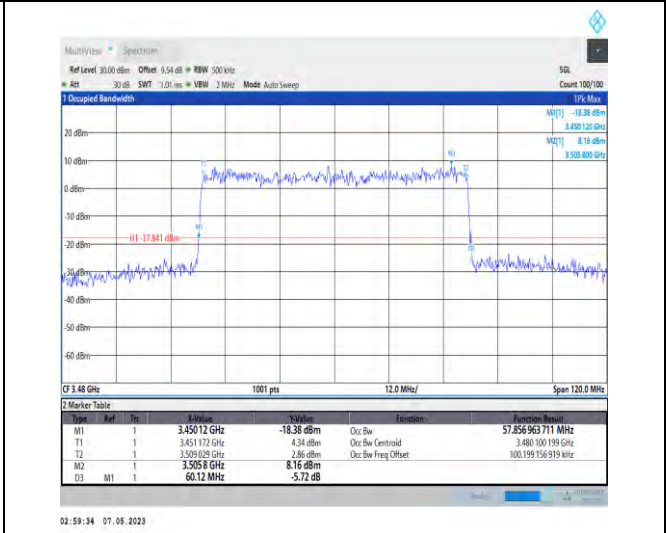 MultiView Spectrum
Ref Level 30.00 dBm Offset 9.54 dB RBW 500 kHz SGL
Att 30 dB SWT 1.01 ms VBW 2 MHz Mode Auto Sweep Count 100/100
1 Occupied Bandwidth 1Pk Max
M1[1] -18.38 dBm
3.450 120 GHz
20 dBm
M2[1] 8.16 dBm
3.505 800 GHz
M2
10 dBm
T1
T2
0 dBm
-10 dBm
M1
H1 -17.841 dBm
-20 dBm
D3
-30 dBm
-40 dBm
-50 dBm
-60 dBm
CF 3.48 GHz 1001 pts 12.0 MHz/ Span 120.0 MHz
2 Marker Table
Type Ref Trc X-Value Y-Value Function Function Result
M1 1 3.45012 GHz -18.38 dBm Occ Bw 57.856 963 711 MHz
T1 1 3.451 172 GHz 4.34 dBm Occ Bw Centroid 3.480 100 199 GHz
T2 1 3.509 029 GHz 2.86 dBm Occ Bw Freq Offset 100.199 156 919 kHz
M2 1 3.505 8 GHz 8.16 dBm
D3 M1 1 60.12 MHz -5.72 dB
02:59:34 07.05.2023